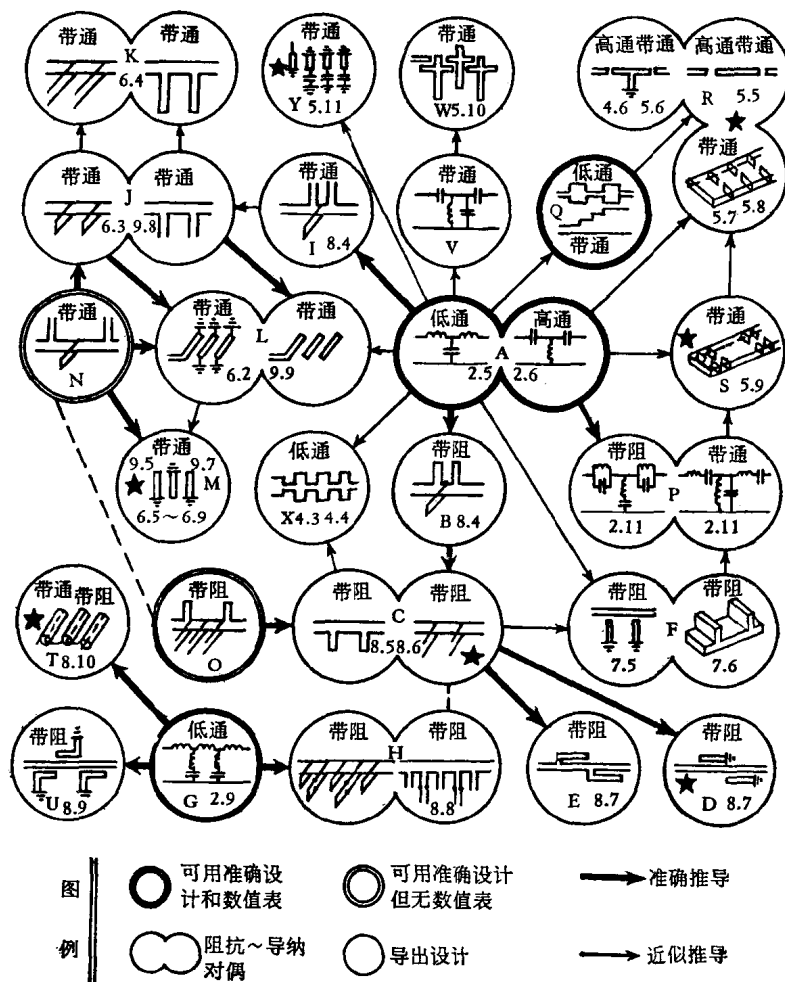 带通 K 带通
6.4
带通
Y 5.11
带通
W5.10
高通带通 高通带通
4.6 5.6 R 5.5
带通 J 带通
6.3 9.8
带通
I 8.4
带通
V
低通
Q
带通
带通
5.7 5.8
带通
N
带通 L 带通
6.2 9.9
低通 A 高通
2.5 2.6
带通
S 5.9
带通
9.5 9.7
M
6.5～6.9
低通
X4.3 4.4
带阻
B 8.4
带阻 P 带通
2.11 2.11
带通 带阻
T 8.10
带阻
O
带阻 C 带阻
8.5 8.6
带阻 F 带阻
7.5 7.6
带阻
U 8.9
低通
G 2.9
带阻 H 带阻
8.8
带阻
E 8.7
带阻
D 8.7
图例
可用准确设
计和数值表
可用准确设计
但无数值表
准确推导
阻抗～导纳
对偶
导出设计
近似推导